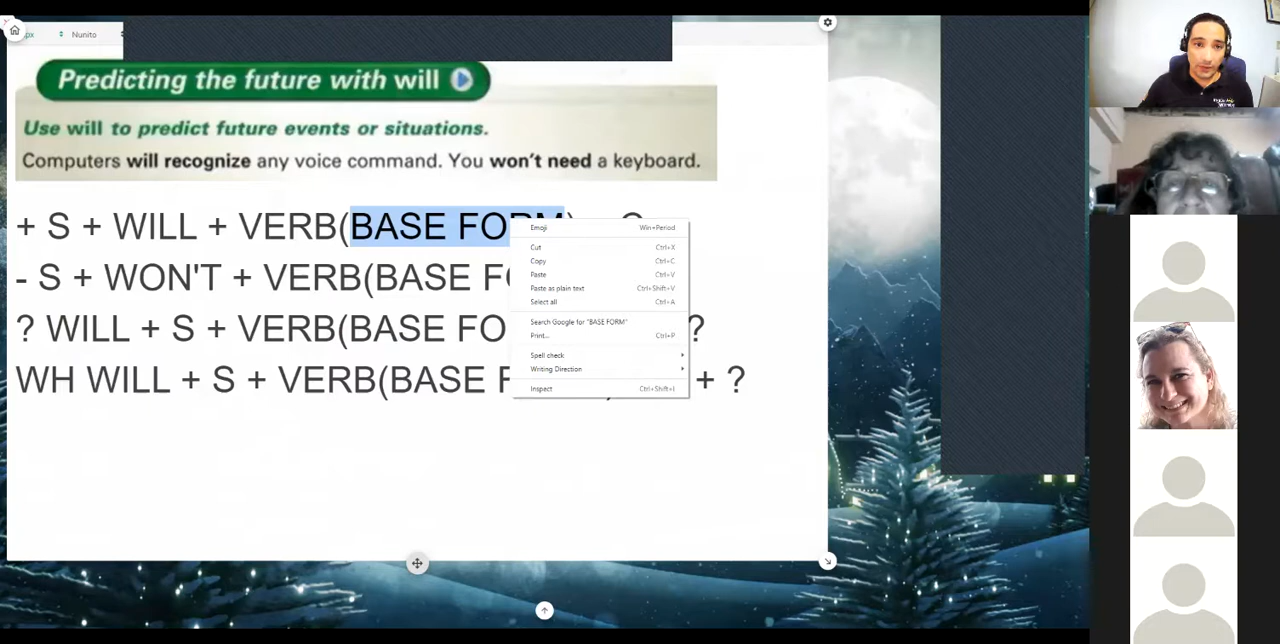 px Nunito
Predicting the future with will
Use will to predict future events or situations.
Computers will recognize any voice command. You won't need a keyboard.
+ S + WILL + VERB(BASE FORM)
- S + WON'T + VERB(BASE
? WILL + S + VERB(BASE FO ?
WH WILL + S + VERB(BASE + ?
Emoji Win+Period
Cut Ctrl+X
Copy Ctrl+C
Paste Ctrl+V
Paste as plain text Ctrl+Shift+V
Select all Ctrl+A
Search Google for "BASE FORM"
Print... Ctrl+P
Spell check
Writing Direction
Inspect Ctrl+Shift+I